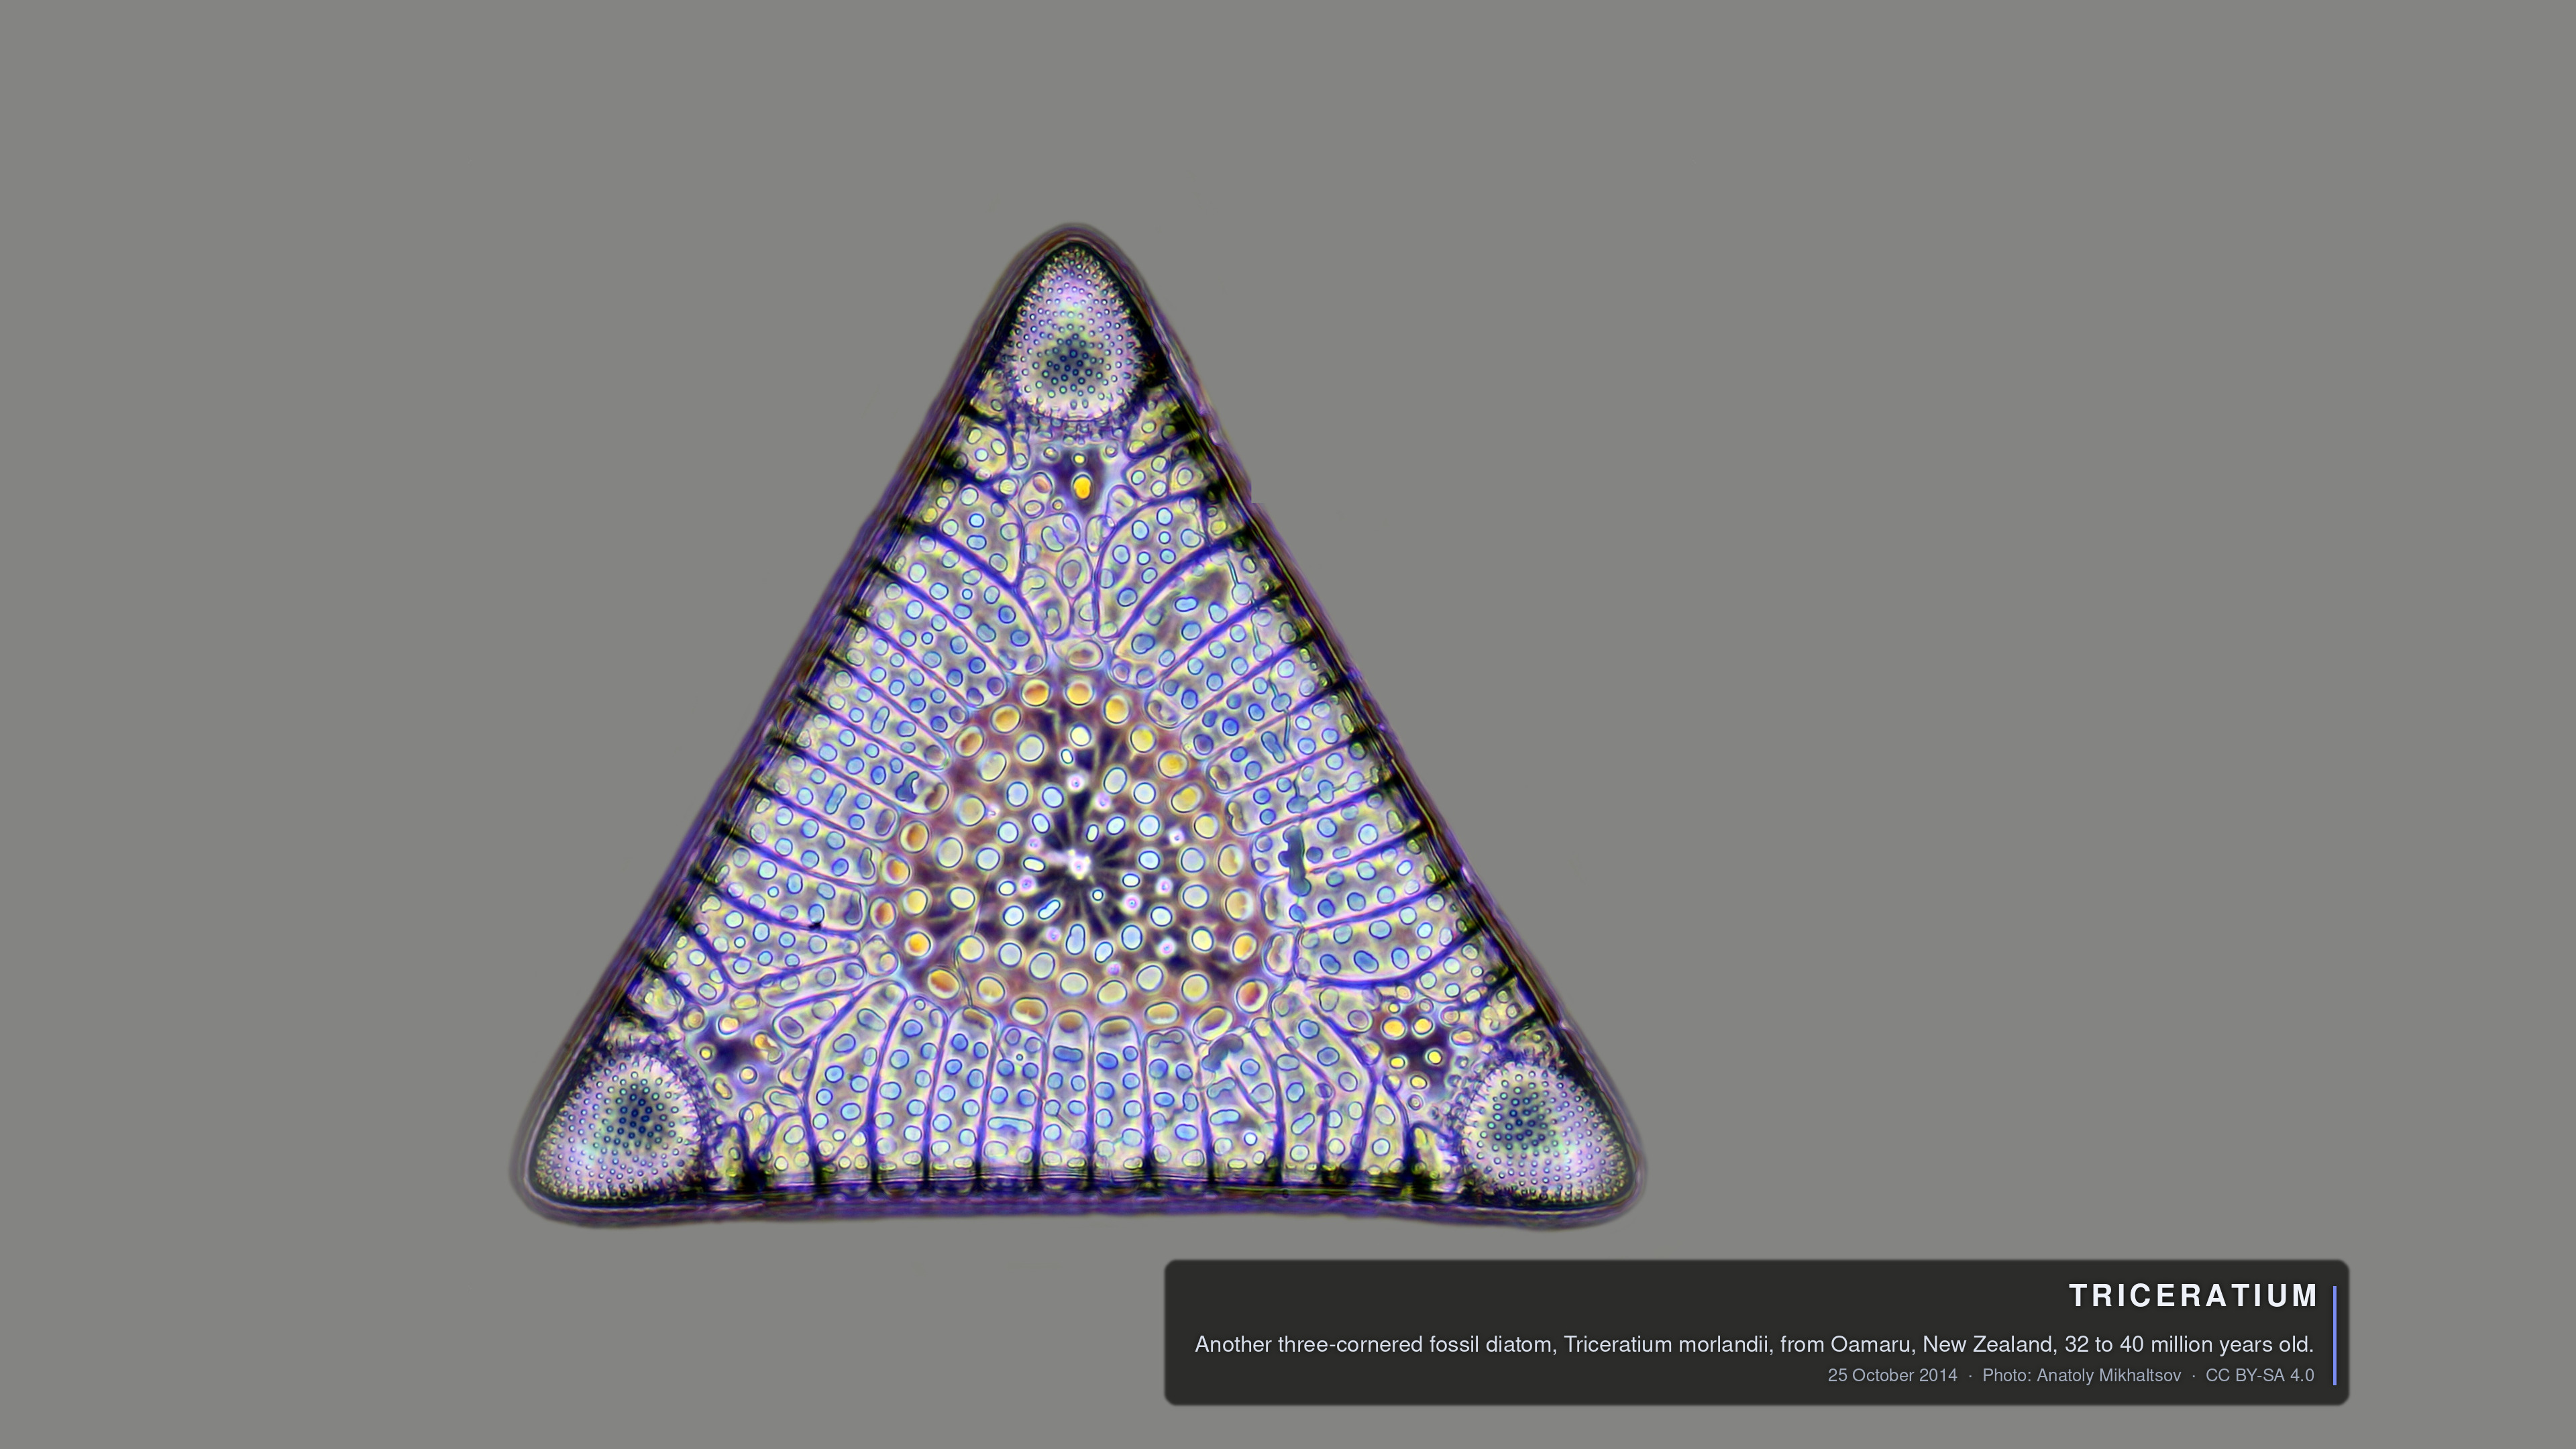 TRICERATIUM
Another three-cornered fossil diatom, Triceratium morlandii, from Oamaru, New Zealand, 32 to 40 million years old.
25 October 2014 · Photo: Anatoly Mikhaltsov · CC BY-SA 4.0